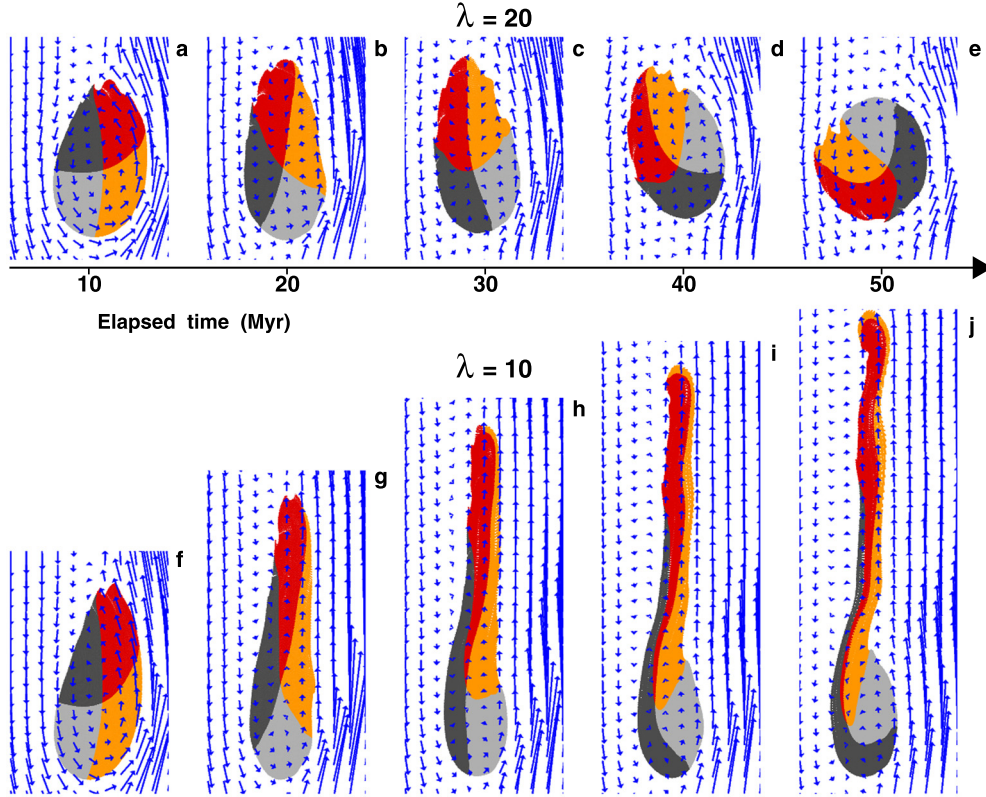 λ = 20
a b c d e
10 20 30 40 50
Elapsed time (Myr)
λ = 10
f g h i j